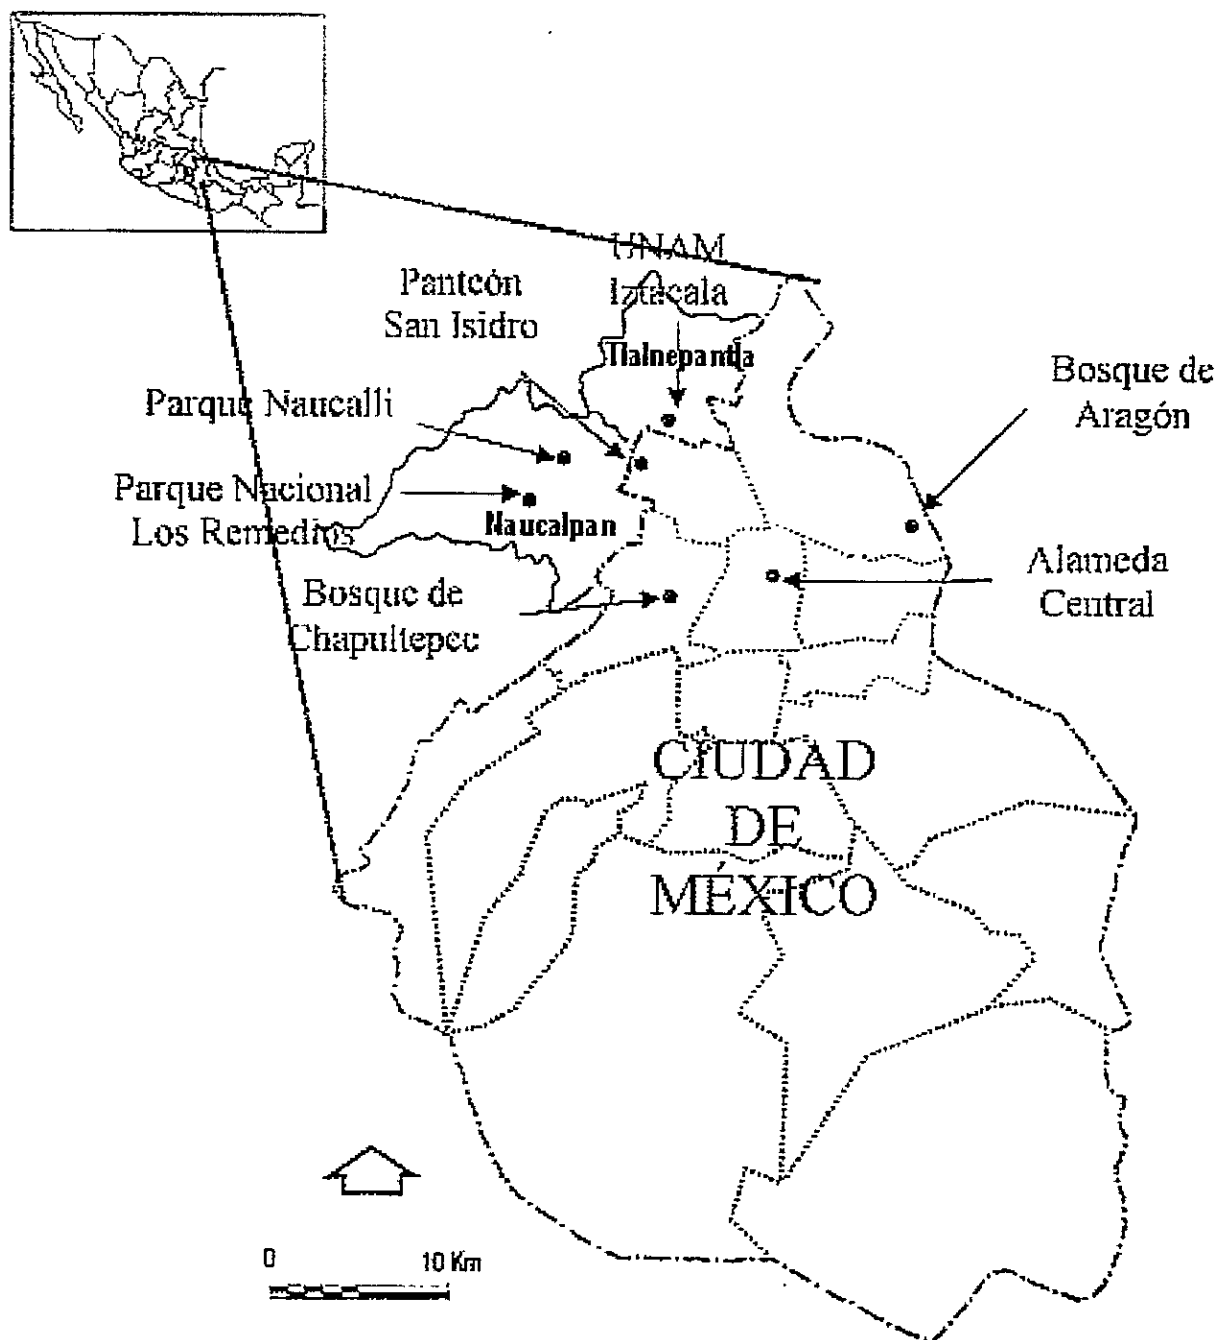 UNAM
Iztacala
Panteón
San Isidro
Tlalnepantla
Bosque de
Aragón
Parque Naucalli
Parque Nacional
Los Remedios
Naucalpan
Alameda
Central
Bosque de
Chapultepec
CIUDAD
DE
MÉXICO
0 10 Km